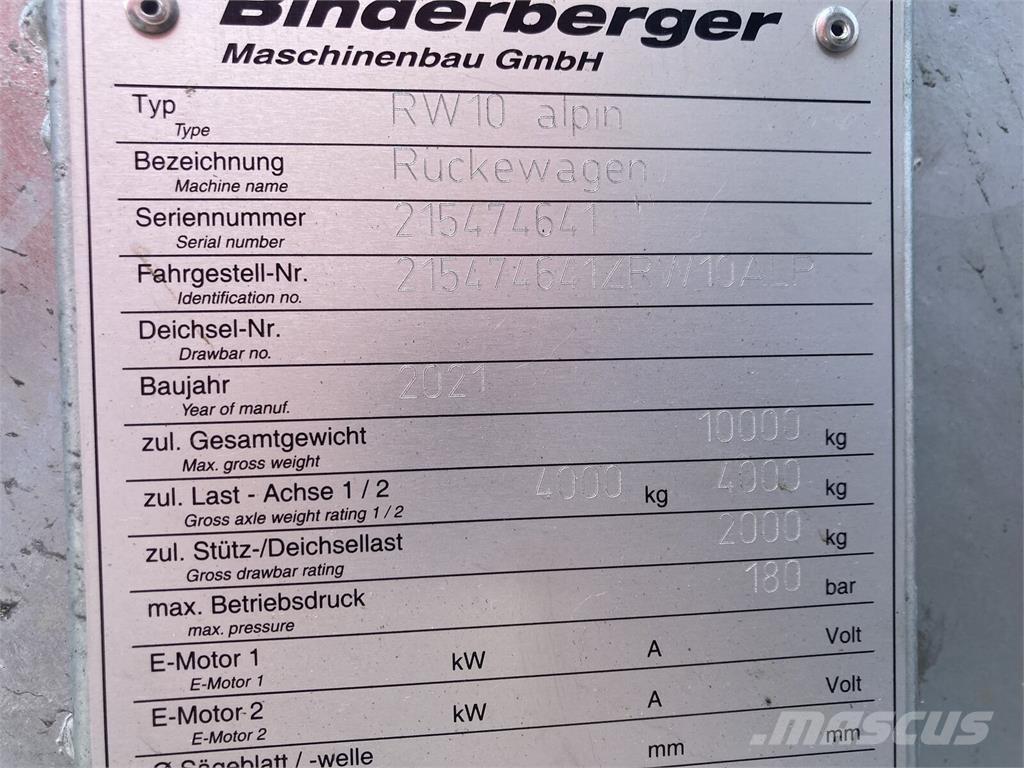 Binderberger
Maschinenbau GmbH
Typ RW10 alpin
Type
Bezeichnung Rückewagen
Machine name
Seriennummer 215474641
Serial number
Fahrgestell-Nr. 215474641ZRW10ALP
Identification no.
Deichsel-Nr.
Drawbar no.
Baujahr 2021
Year of manuf.
zul. Gesamtgewicht 10000 kg
Max. gross weight
zul. Last - Achse 1 / 2 4000 kg 4000 kg
Gross axle weight rating 1 / 2
zul. Stütz-/Deichsellast 2000 kg
Gross drawbar rating
max. Betriebsdruck 180 bar
max. pressure
E-Motor 1 kW A Volt
E-Motor 1
E-Motor 2 kW A Volt
E-Motor 2
Ø Sägeblatt / -welle mm mm
mascus